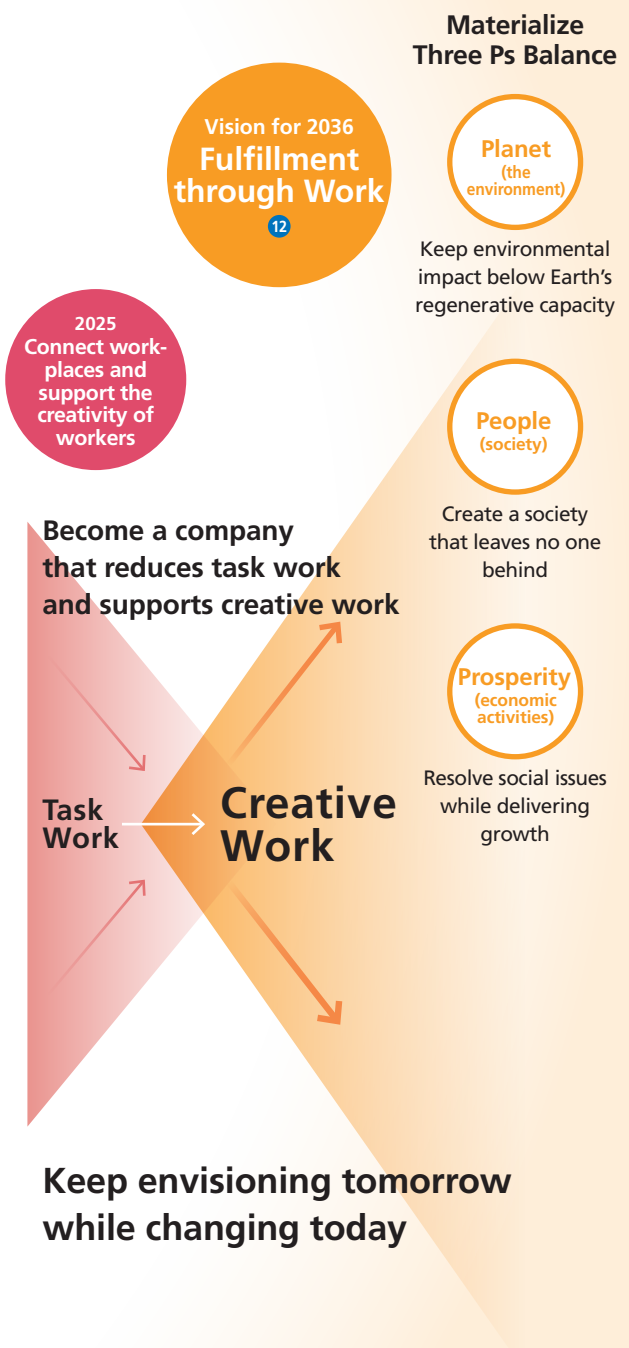 Materialize
Three Ps Balance
Vision for 2036
Fulfillment
through Work
12
Planet
(the
environment)
Keep environmental
impact below Earth's
regenerative capacity
2025
Connect work-
places and
support the
creativity of
workers
People
(society)
Create a society
that leaves no one
behind
Become a company
that reduces task work
and supports creative work
Prosperity
(economic
activities)
Resolve social issues
while delivering
growth
Task
Work
Creative
Work
Keep envisioning tomorrow
while changing today